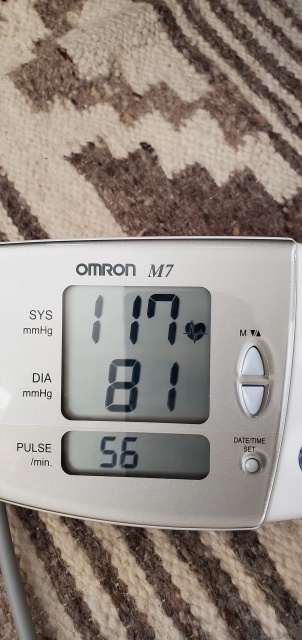 OMRON M7
SYS
mmHg
117
DIA
mmHg
81
M
PULSE
/min.
56
DATE/TIME
SET